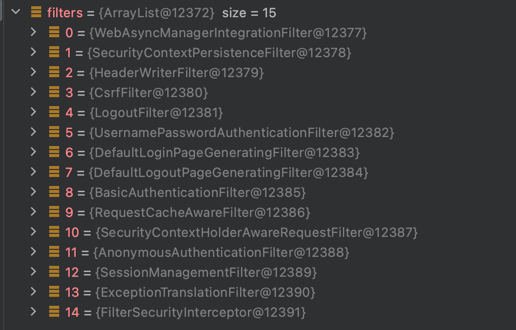 filters = {ArrayList@12372} size = 15
0 = {WebAsyncManagerIntegrationFilter@12377}
1 = {SecurityContextPersistenceFilter@12378}
2 = {HeaderWriterFilter@12379}
3 = {CsrfFilter@12380}
4 = {LogoutFilter@12381}
5 = {UsernamePasswordAuthenticationFilter@12382}
6 = {DefaultLoginPageGeneratingFilter@12383}
7 = {DefaultLogoutPageGeneratingFilter@12384}
8 = {BasicAuthenticationFilter@12385}
9 = {RequestCacheAwareFilter@12386}
10 = {SecurityContextHolderAwareRequestFilter@12387}
11 = {AnonymousAuthenticationFilter@12388}
12 = {SessionManagementFilter@12389}
13 = {ExceptionTranslationFilter@12390}
14 = {FilterSecurityInterceptor@12391}